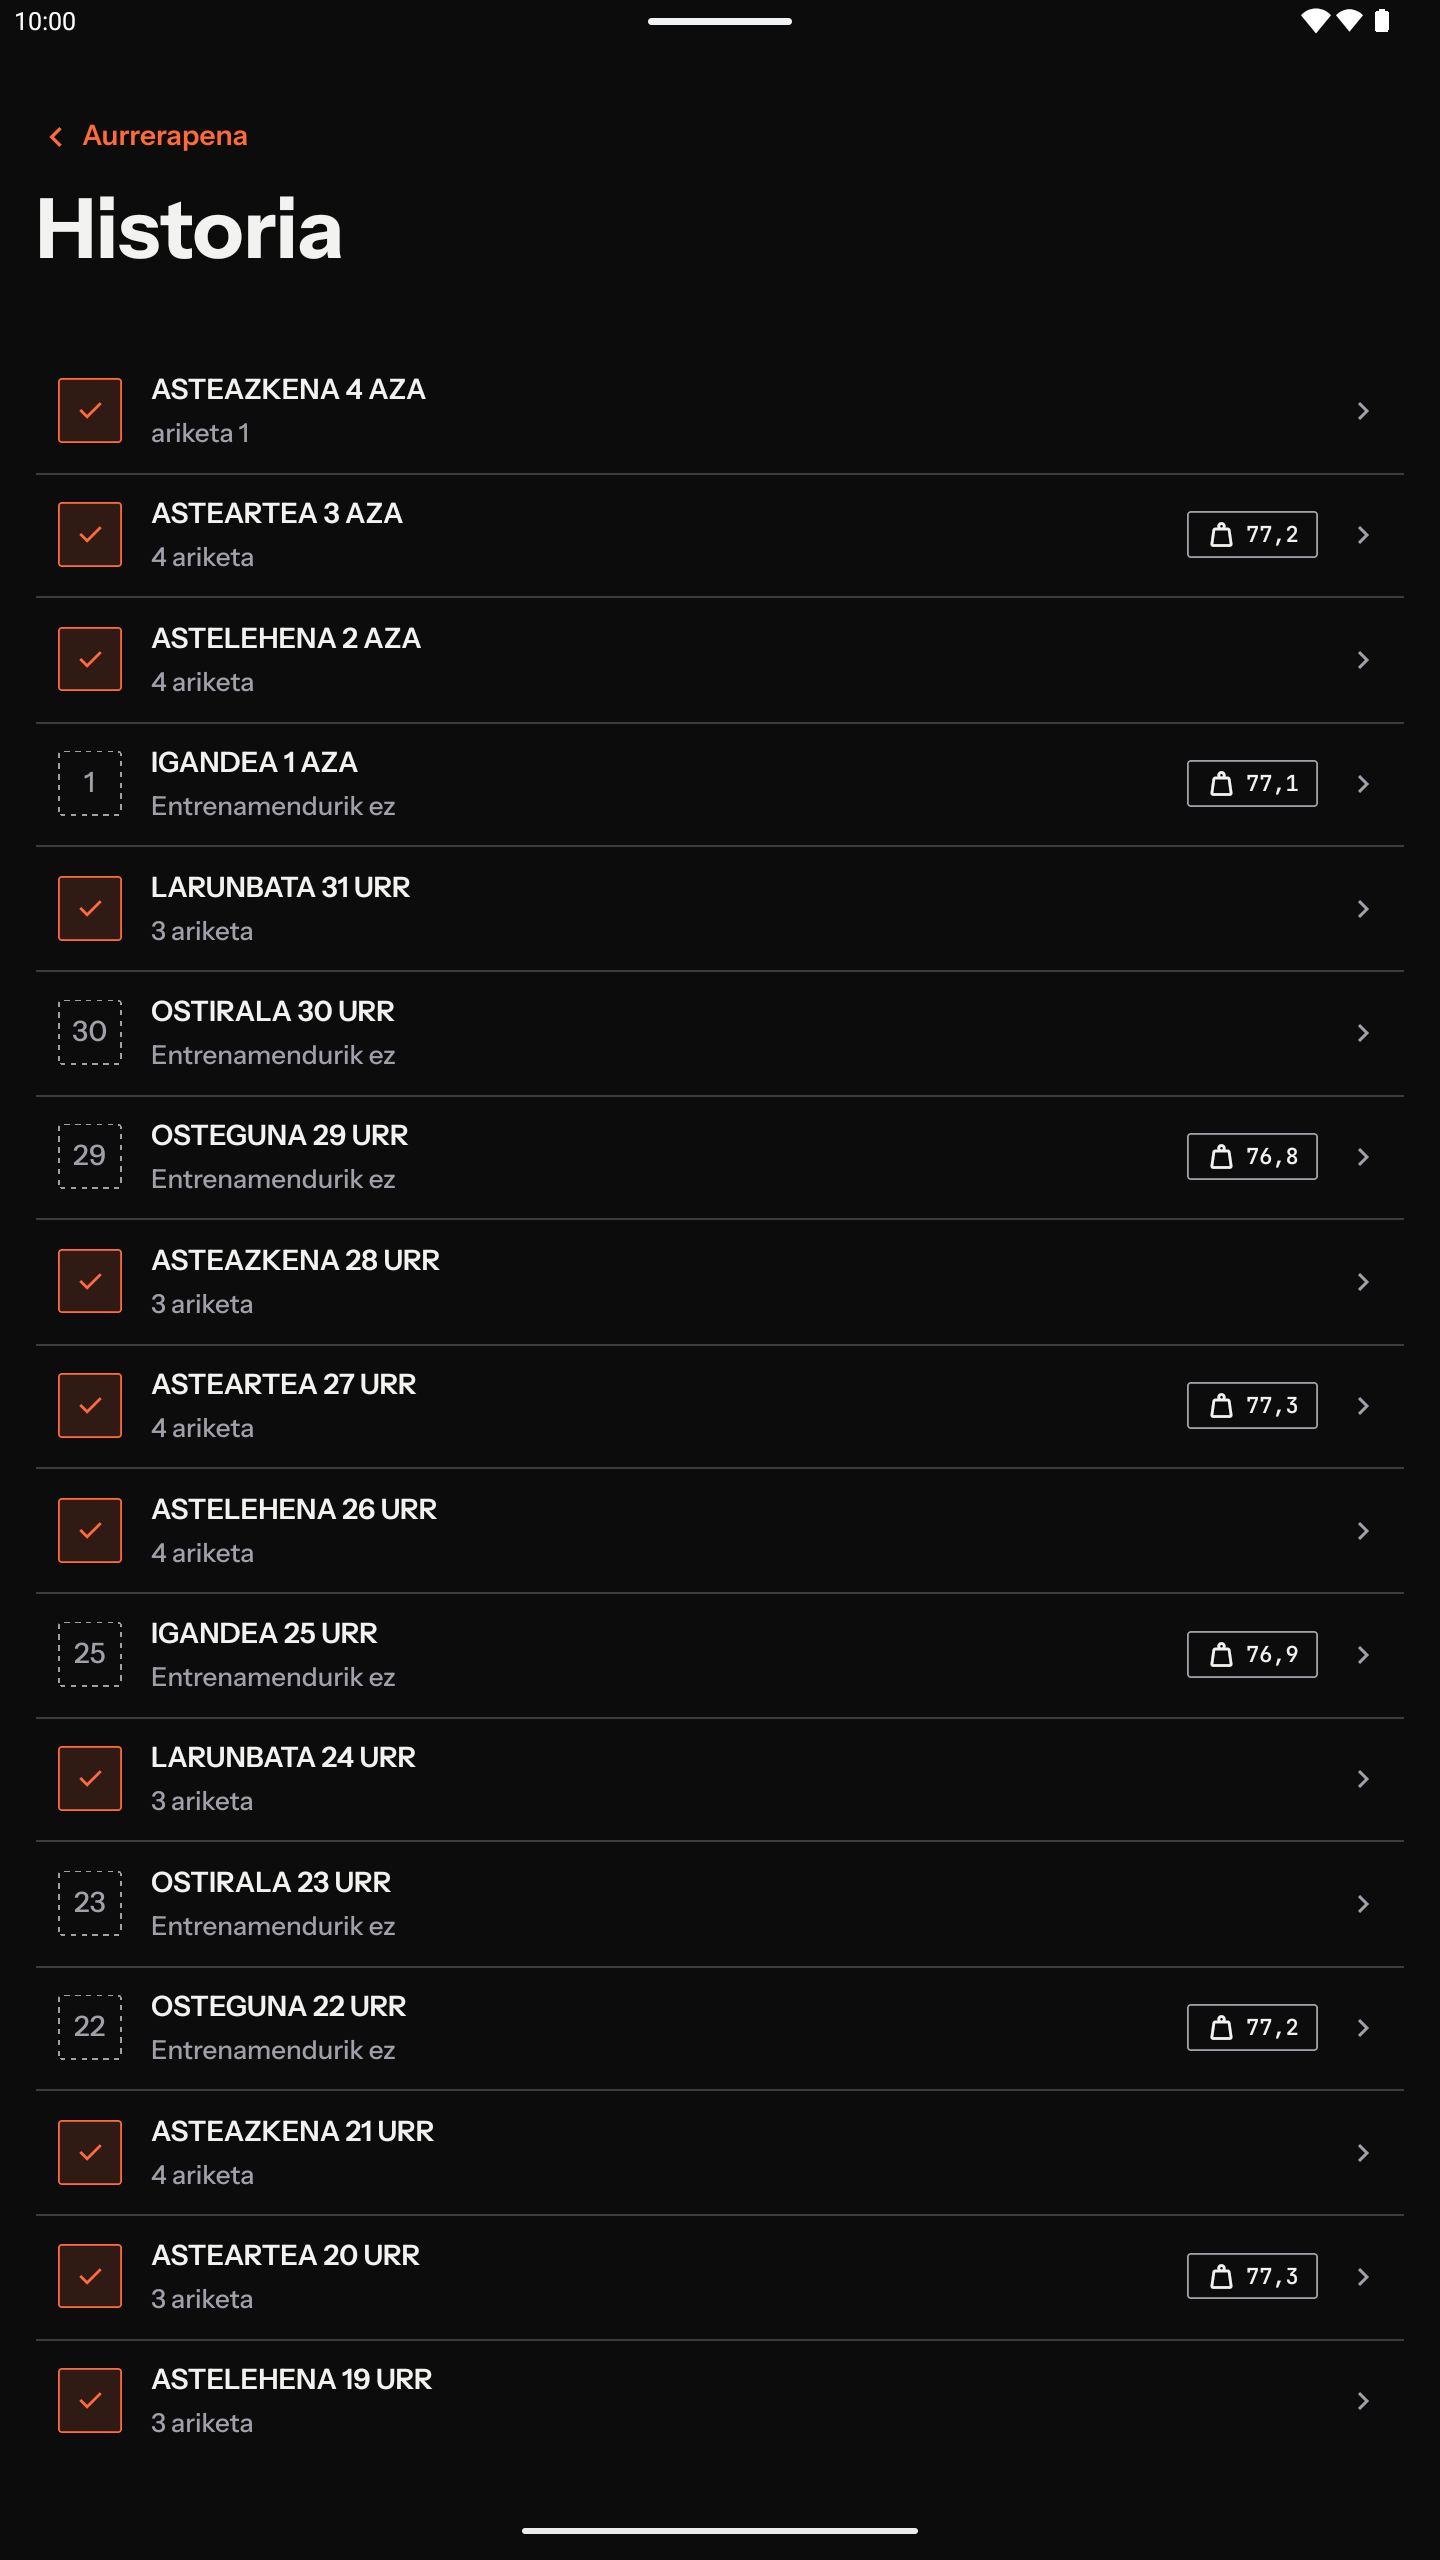 10:00
Aurrerapena
Historia
ASTEAZKENA 4 AZA
ariketa 1
ASTEARTEA 3 AZA
4 ariketa
77,2
ASTELEHENA 2 AZA
4 ariketa
1
IGANDEA 1 AZA
Entrenamendurik ez
77,1
LARUNBATA 31 URR
3 ariketa
30
OSTIRALA 30 URR
Entrenamendurik ez
29
OSTEGUNA 29 URR
Entrenamendurik ez
76,8
ASTEAZKENA 28 URR
3 ariketa
ASTEARTEA 27 URR
4 ariketa
77,3
ASTELEHENA 26 URR
4 ariketa
25
IGANDEA 25 URR
Entrenamendurik ez
76,9
LARUNBATA 24 URR
3 ariketa
23
OSTIRALA 23 URR
Entrenamendurik ez
22
OSTEGUNA 22 URR
Entrenamendurik ez
77,2
ASTEAZKENA 21 URR
4 ariketa
ASTEARTEA 20 URR
3 ariketa
77,3
ASTELEHENA 19 URR
3 ariketa